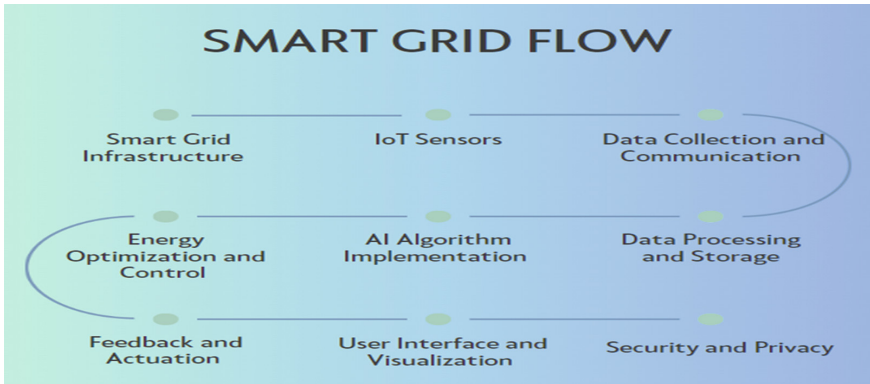 SMART GRID FLOW
Smart Grid
Infrastructure
IoT Sensors
Data Collection and
Communication
Energy
Optimization and
Control
AI Algorithm
Implementation
Data Processing
and Storage
Feedback and
Actuation
User Interface and
Visualization
Security and Privacy